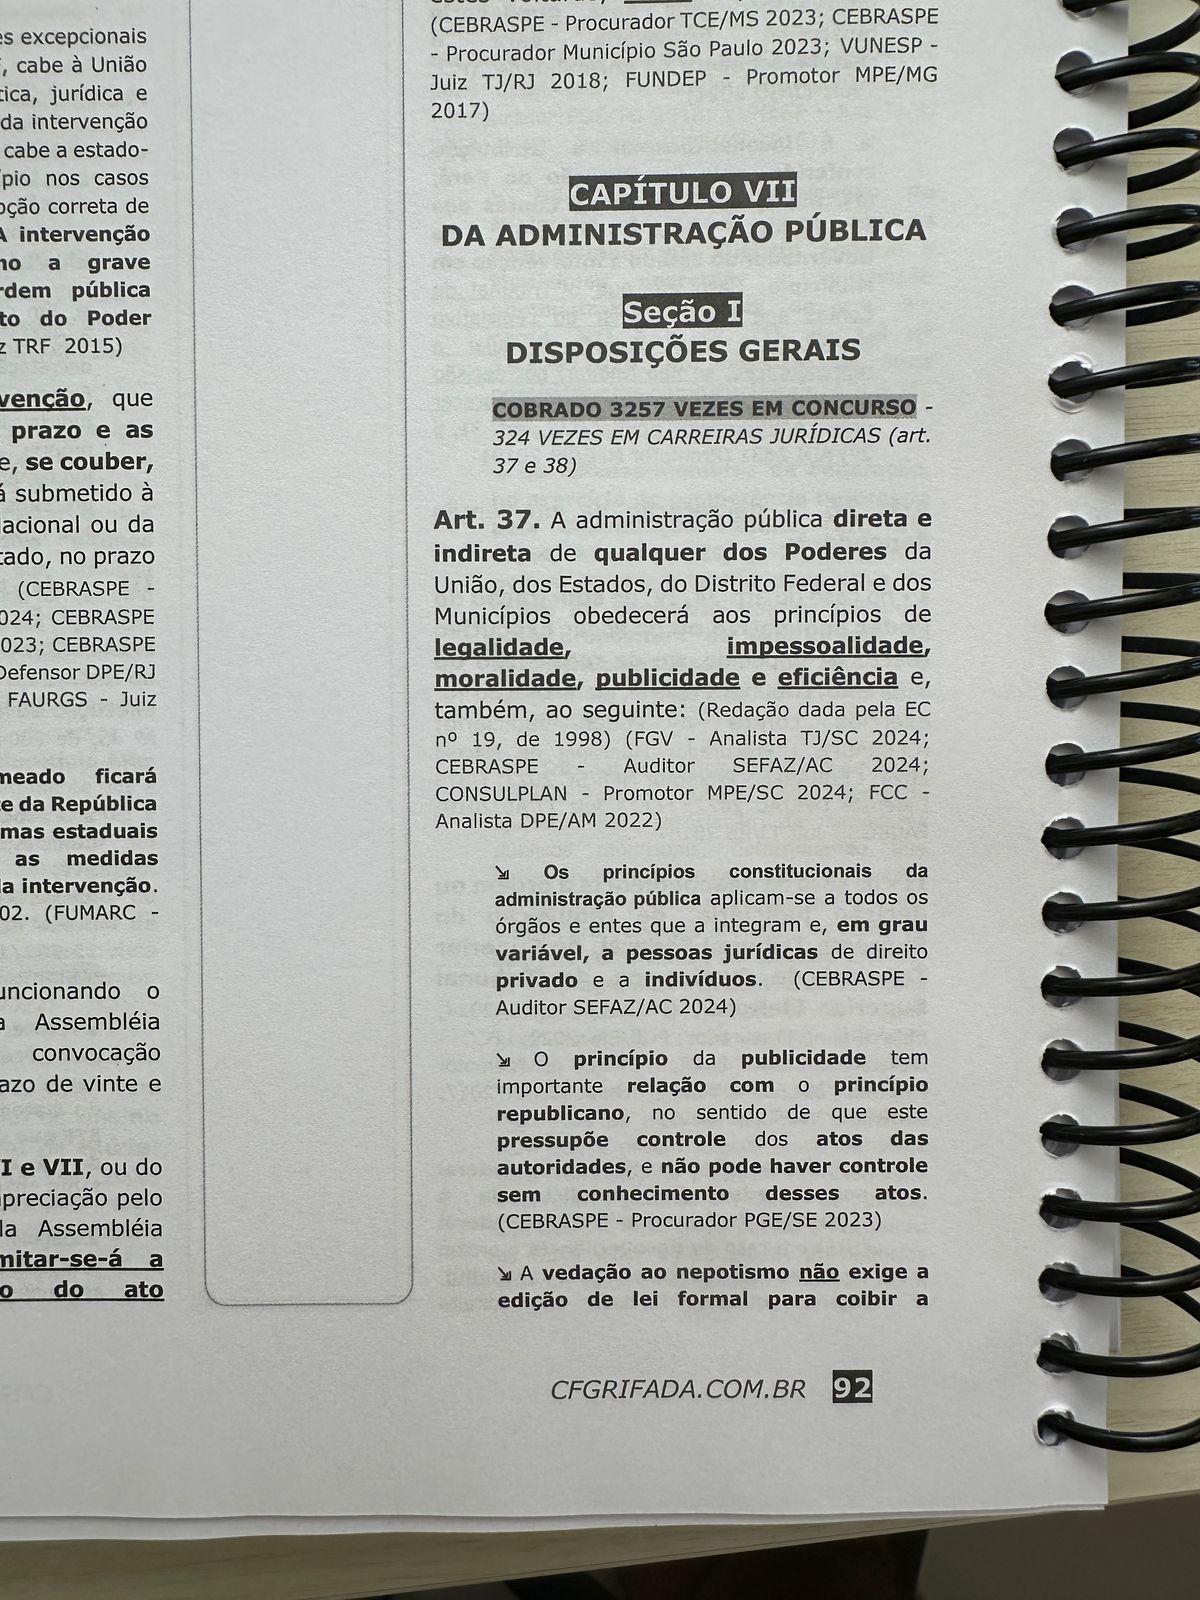 es excepcionais
, cabe à União
tica, jurídica e
da intervenção
cabe a estado-
pio nos casos
pção correta de
A intervenção
no a grave
rdem pública
to do Poder
z TRF 2015)
venção, que
prazo e as
e, se couber,
á submetido à
Nacional ou da
tado, no prazo
(CEBRASPE -
024; CEBRASPE
023; CEBRASPE
Defensor DPE/RJ
FAURGS - Juiz
meado ficará
te da República
mas estaduais
as medidas
da intervenção.
02. (FUMARC -
uncionando o
a Assembléia
convocação
azo de vinte e
I e VII, ou do
apreciação pelo
da Assembléia
mitar-se-á a
o do ato
(CEBRASPE - Procurador TCE/MS 2023; CEBRASPE
- Procurador Município São Paulo 2023; VUNESP -
Juiz TJ/RJ 2018; FUNDEP - Promotor MPE/MG
2017)
CAPÍTULO VII
DA ADMINISTRAÇÃO PÚBLICA
Seção I
DISPOSIÇÕES GERAIS
COBRADO 3257 VEZES EM CONCURSO -
324 VEZES EM CARREIRAS JURÍDICAS (art.
37 e 38)
Art. 37. A administração pública direta e
indireta de qualquer dos Poderes da
União, dos Estados, do Distrito Federal e dos
Municípios obedecerá aos princípios de
legalidade, impessoalidade,
moralidade, publicidade e eficiência e,
também, ao seguinte: (Redação dada pela EC
nº 19, de 1998) (FGV - Analista TJ/SC 2024;
CEBRASPE - Auditor SEFAZ/AC 2024;
CONSULPLAN - Promotor MPE/SC 2024; FCC -
Analista DPE/AM 2022)
⇲ Os princípios constitucionais da
administração pública aplicam-se a todos os
órgãos e entes que a integram e, em grau
variável, a pessoas jurídicas de direito
privado e a indivíduos. (CEBRASPE -
Auditor SEFAZ/AC 2024)
⇲ O princípio da publicidade tem
importante relação com o princípio
republicano, no sentido de que este
pressupõe controle dos atos das
autoridades, e não pode haver controle
sem conhecimento desses atos.
(CEBRASPE - Procurador PGE/SE 2023)
⇲ A vedação ao nepotismo não exige a
edição de lei formal para coibir a
CFGRIFADA.COM.BR 92